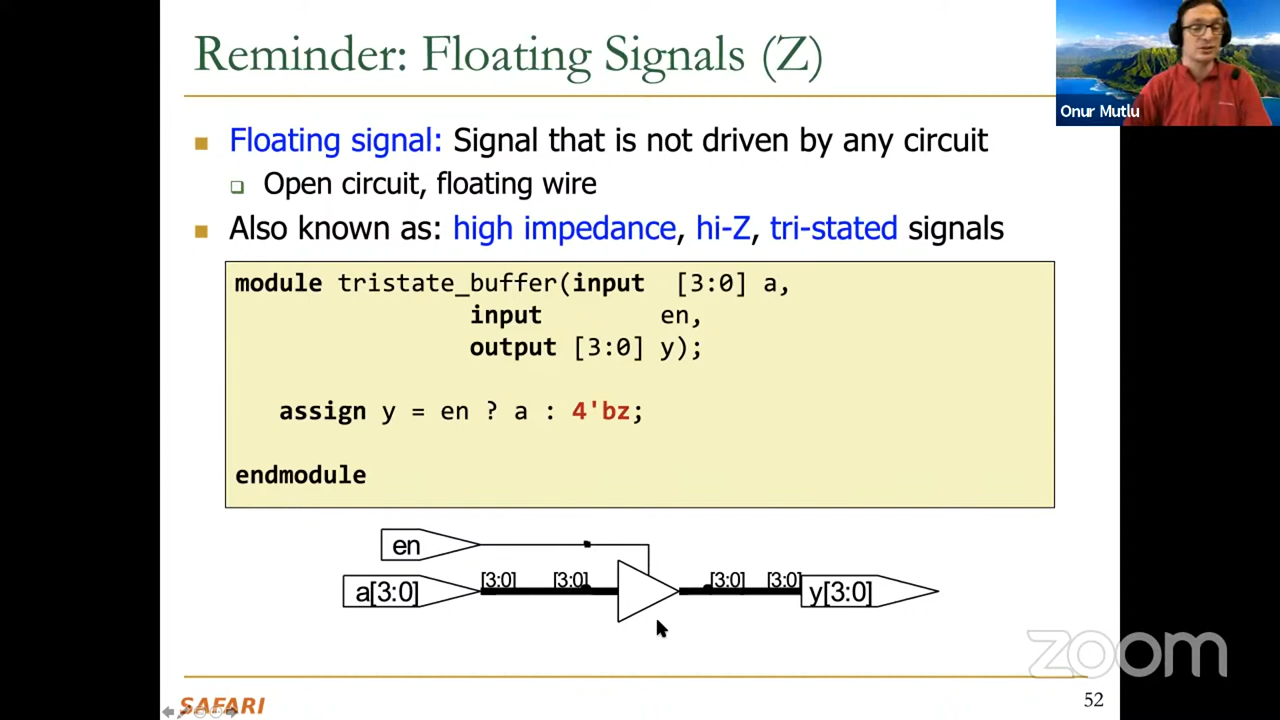 Reminder: Floating Signals (Z)
Onur Mutlu
Floating signal: Signal that is not driven by any circuit
Open circuit, floating wire
Also known as: high impedance, hi-Z, tri-stated signals
module tristate_buffer(input [3:0] a,
input en,
output [3:0] y);
assign y = en ? a : 4'bz;
endmodule
en
a[3:0] [3:0] [3:0] [3:0] [3:0] y[3:0]
zoom
SAFARI 52